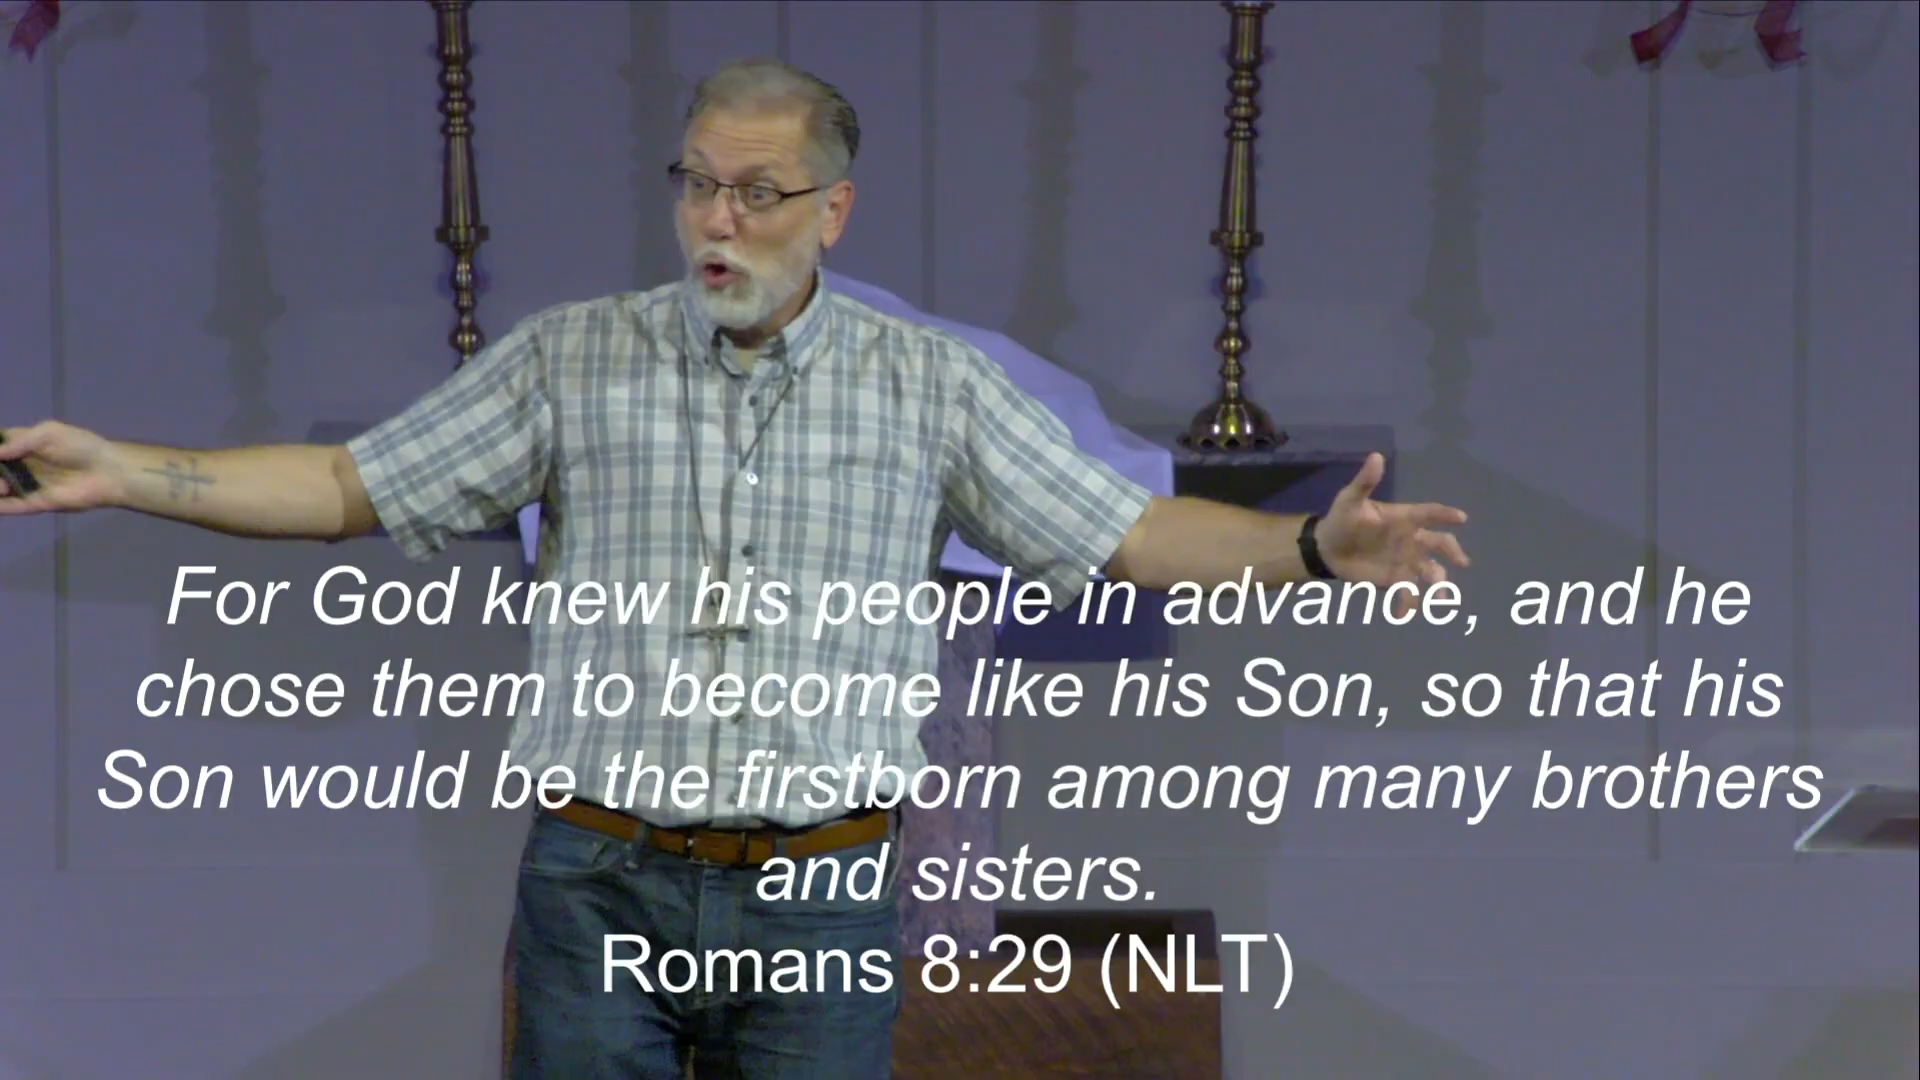 For God knew his people in advance, and he
chose them to become like his Son, so that his
Son would be the firstborn among many brothers
and sisters.
Romans 8:29 (NLT)